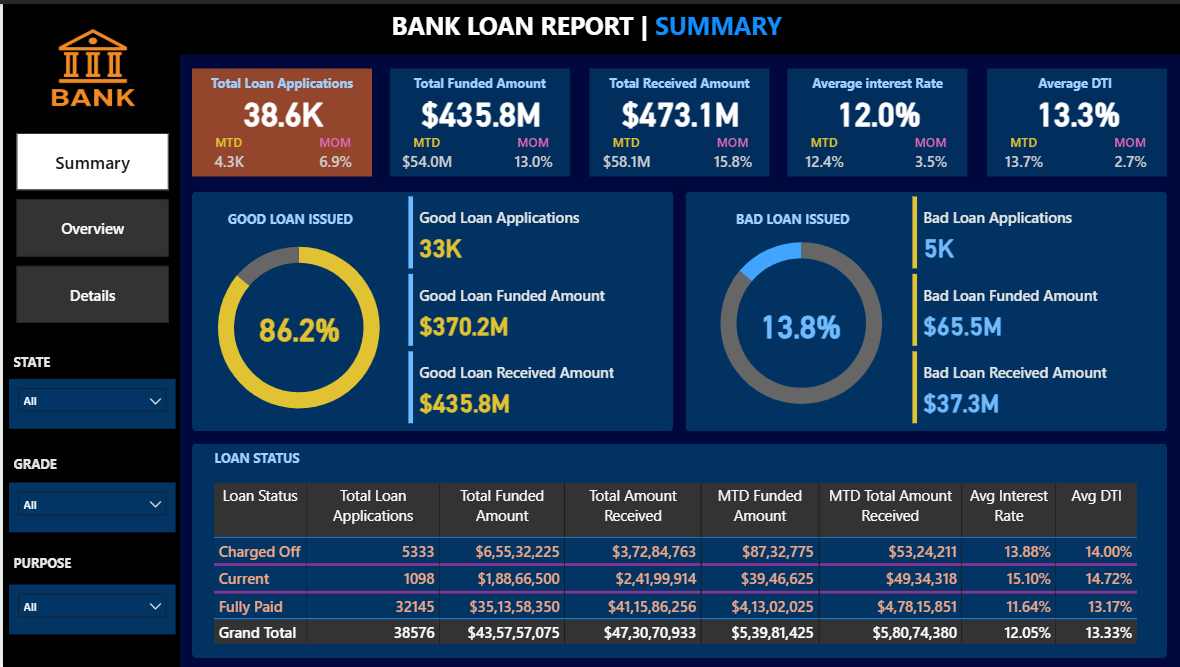 BANK LOAN REPORT | SUMMARY
BANK
Summary
Overview
Details
STATE
All
GRADE
All
PURPOSE
All
Total Loan Applications
38.6K
MTD MOM
4.3K 6.9%
Total Funded Amount
$435.8M
MTD MOM
$54.0M 13.0%
Total Received Amount
$473.1M
MTD MOM
$58.1M 15.8%
Average interest Rate
12.0%
MTD MOM
12.4% 3.5%
Average DTI
13.3%
MTD MOM
13.7% 2.7%
GOOD LOAN ISSUED
86.2%
Good Loan Applications
33K
Good Loan Funded Amount
$370.2M
Good Loan Received Amount
$435.8M
BAD LOAN ISSUED
13.8%
Bad Loan Applications
5K
Bad Loan Funded Amount
$65.5M
Bad Loan Received Amount
$37.3M
LOAN STATUS
Loan Status Total Loan Total Funded Total Amount MTD Funded MTD Total Amount Avg Interest Avg DTI
Applications Amount Received Amount Received Rate
Charged Off 5333 $6,55,32,225 $3,72,84,763 $87,32,775 $53,24,211 13.88% 14.00%
Current 1098 $1,88,66,500 $2,41,99,914 $39,46,625 $49,34,318 15.10% 14.72%
Fully Paid 32145 $35,13,58,350 $41,15,86,256 $4,13,02,025 $4,78,15,851 11.64% 13.17%
Grand Total 38576 $43,57,57,075 $47,30,70,933 $5,39,81,425 $5,80,74,380 12.05% 13.33%